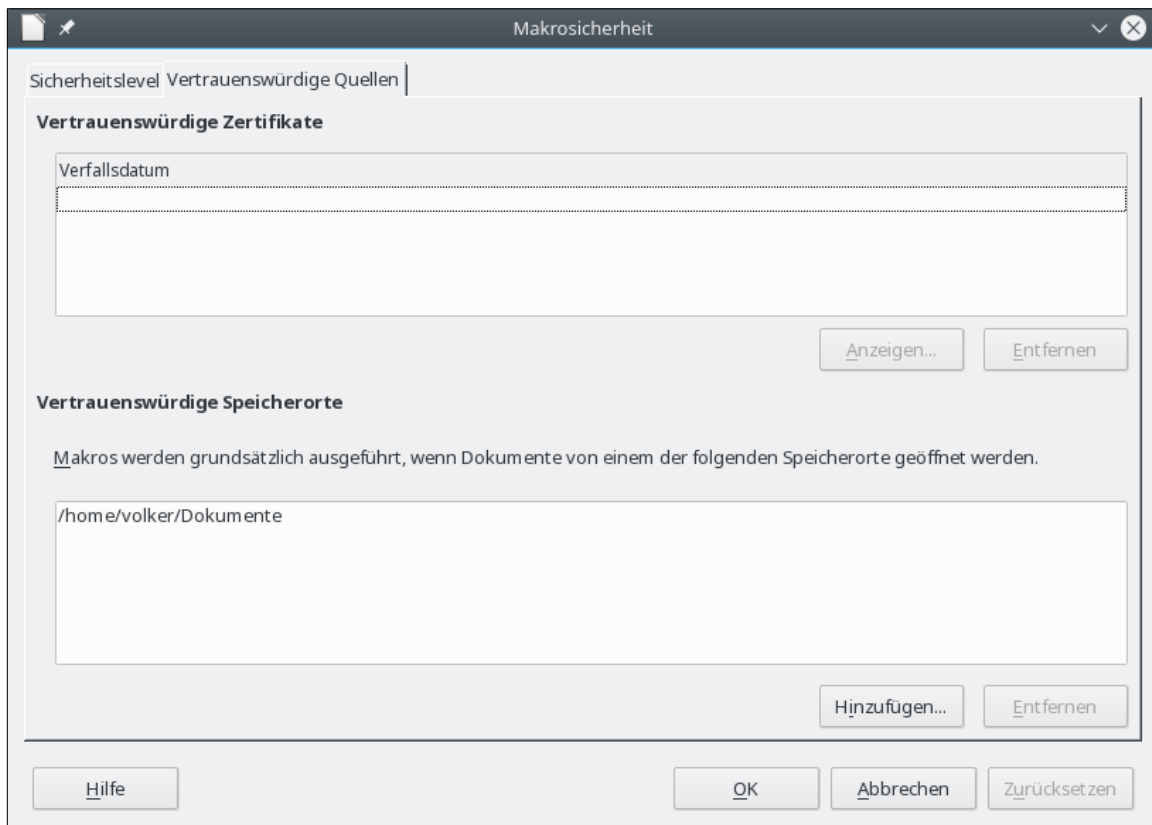 Makrosicherheit
Sicherheitslevel Vertrauenswürdige Quellen
Vertrauenswürdige Zertifikate
Verfallsdatum
Anzeigen... Entfernen
Vertrauenswürdige Speicherorte
Makros werden grundsätzlich ausgeführt, wenn Dokumente von einem der folgenden Speicherorte geöffnet werden.
/home/volker/Dokumente
Hinzufügen... Entfernen
Hilfe OK Abbrechen Zurücksetzen